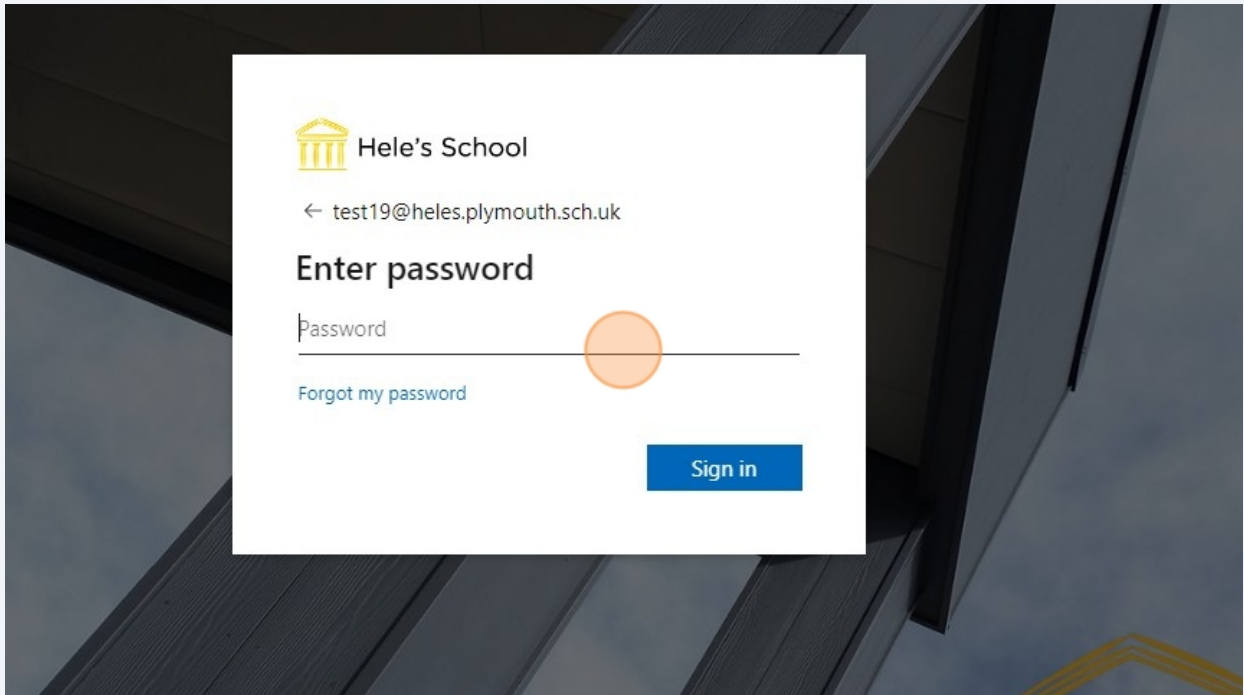 Hele's School
← test19@heles.plymouth.sch.uk
Enter password
Password
Forgot my password
Sign in